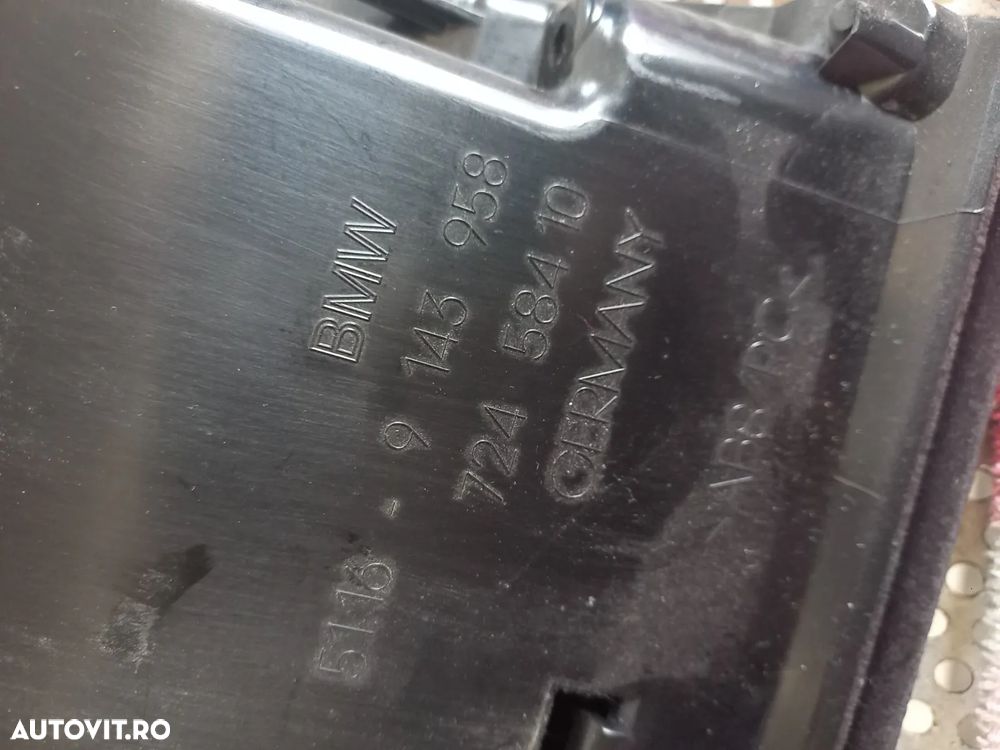 BMW
5116 - 9 143 958
724 584.10
GERMANY
AUTOVIT.RO